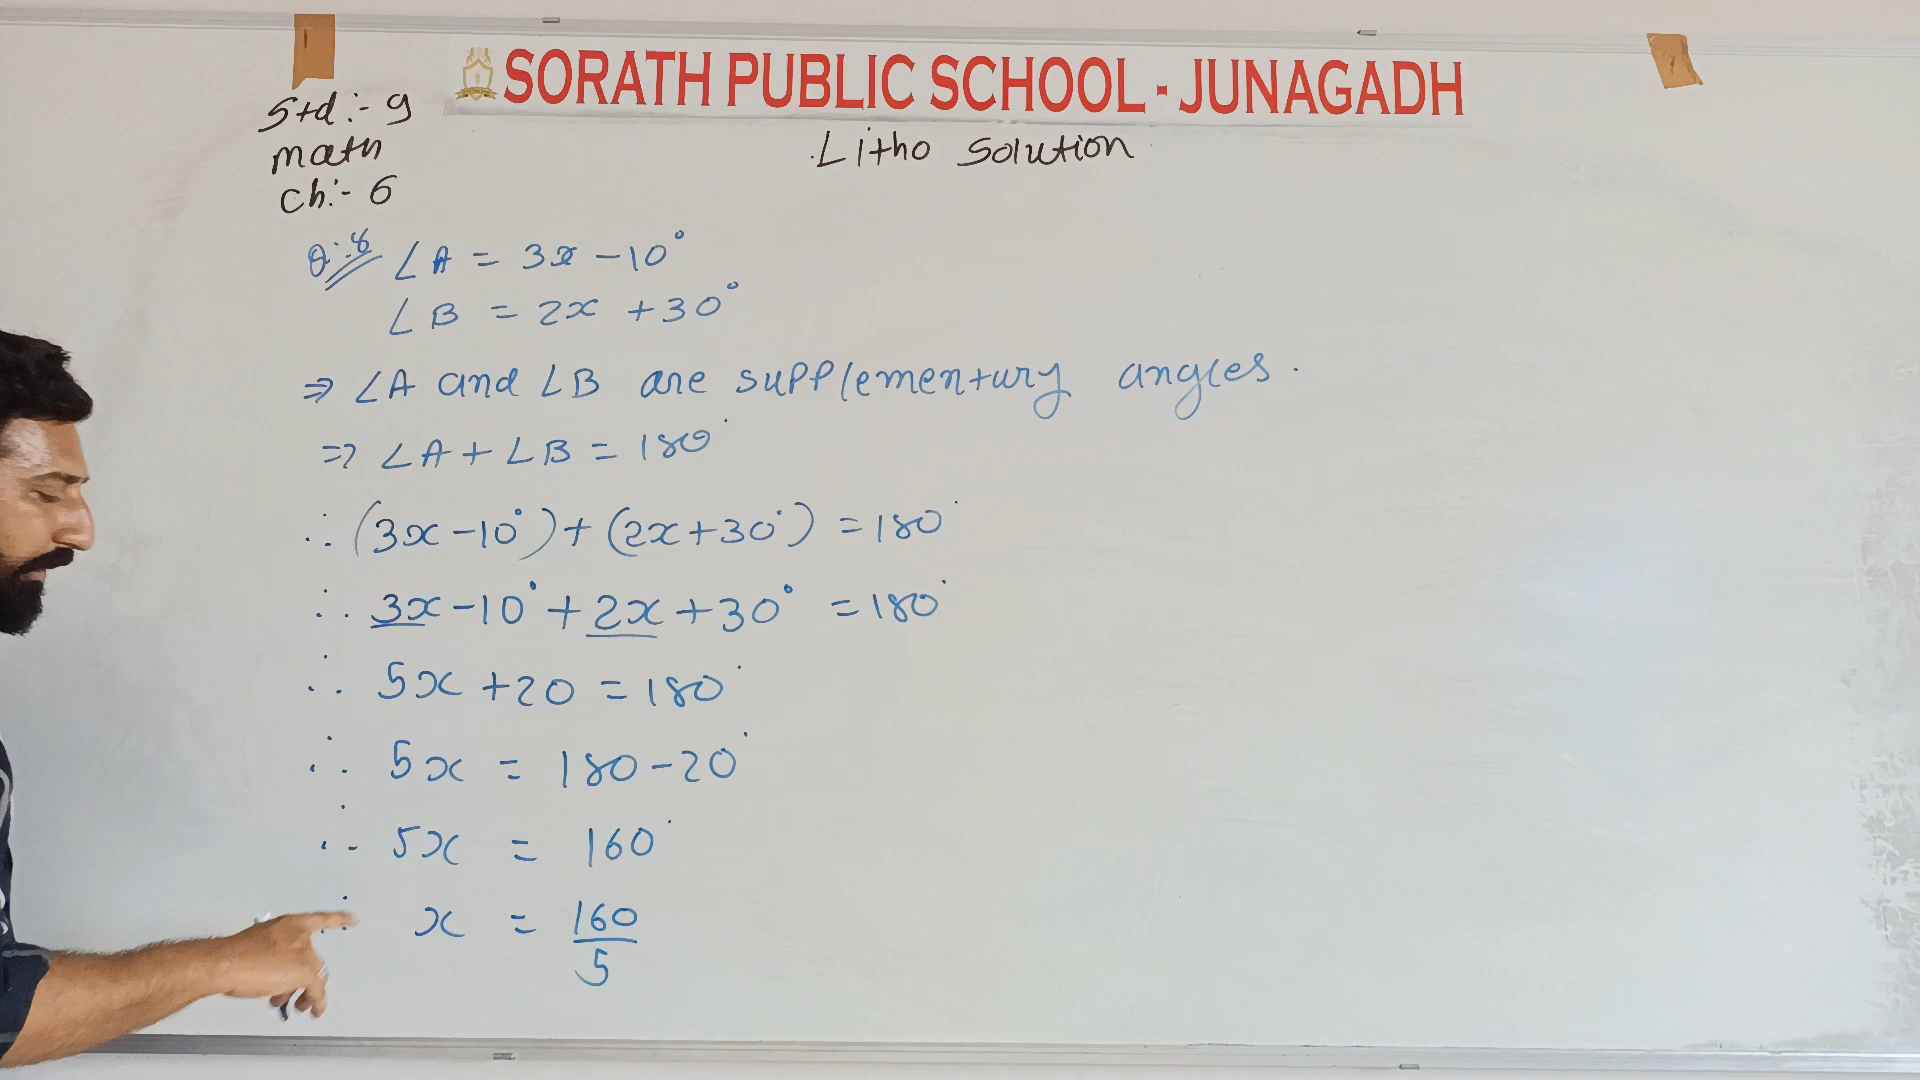 SORATH PUBLIC SCHOOL - JUNAGADH
Std:- 9
math
Ch:- 6
Litho Solution
Q:8 ∠A = 3x - 10°
∠B = 2x + 30°
⇒ ∠A and ∠B are supplementury angles.
⇒ ∠A + ∠B = 180°
∴ (3x - 10°) + (2x + 30°) = 180°
∴ 3x - 10° + 2x + 30° = 180°
∴ 5x + 20 = 180°
∴ 5x = 180 - 20°
∴ 5x = 160°
∴ x = 160/5